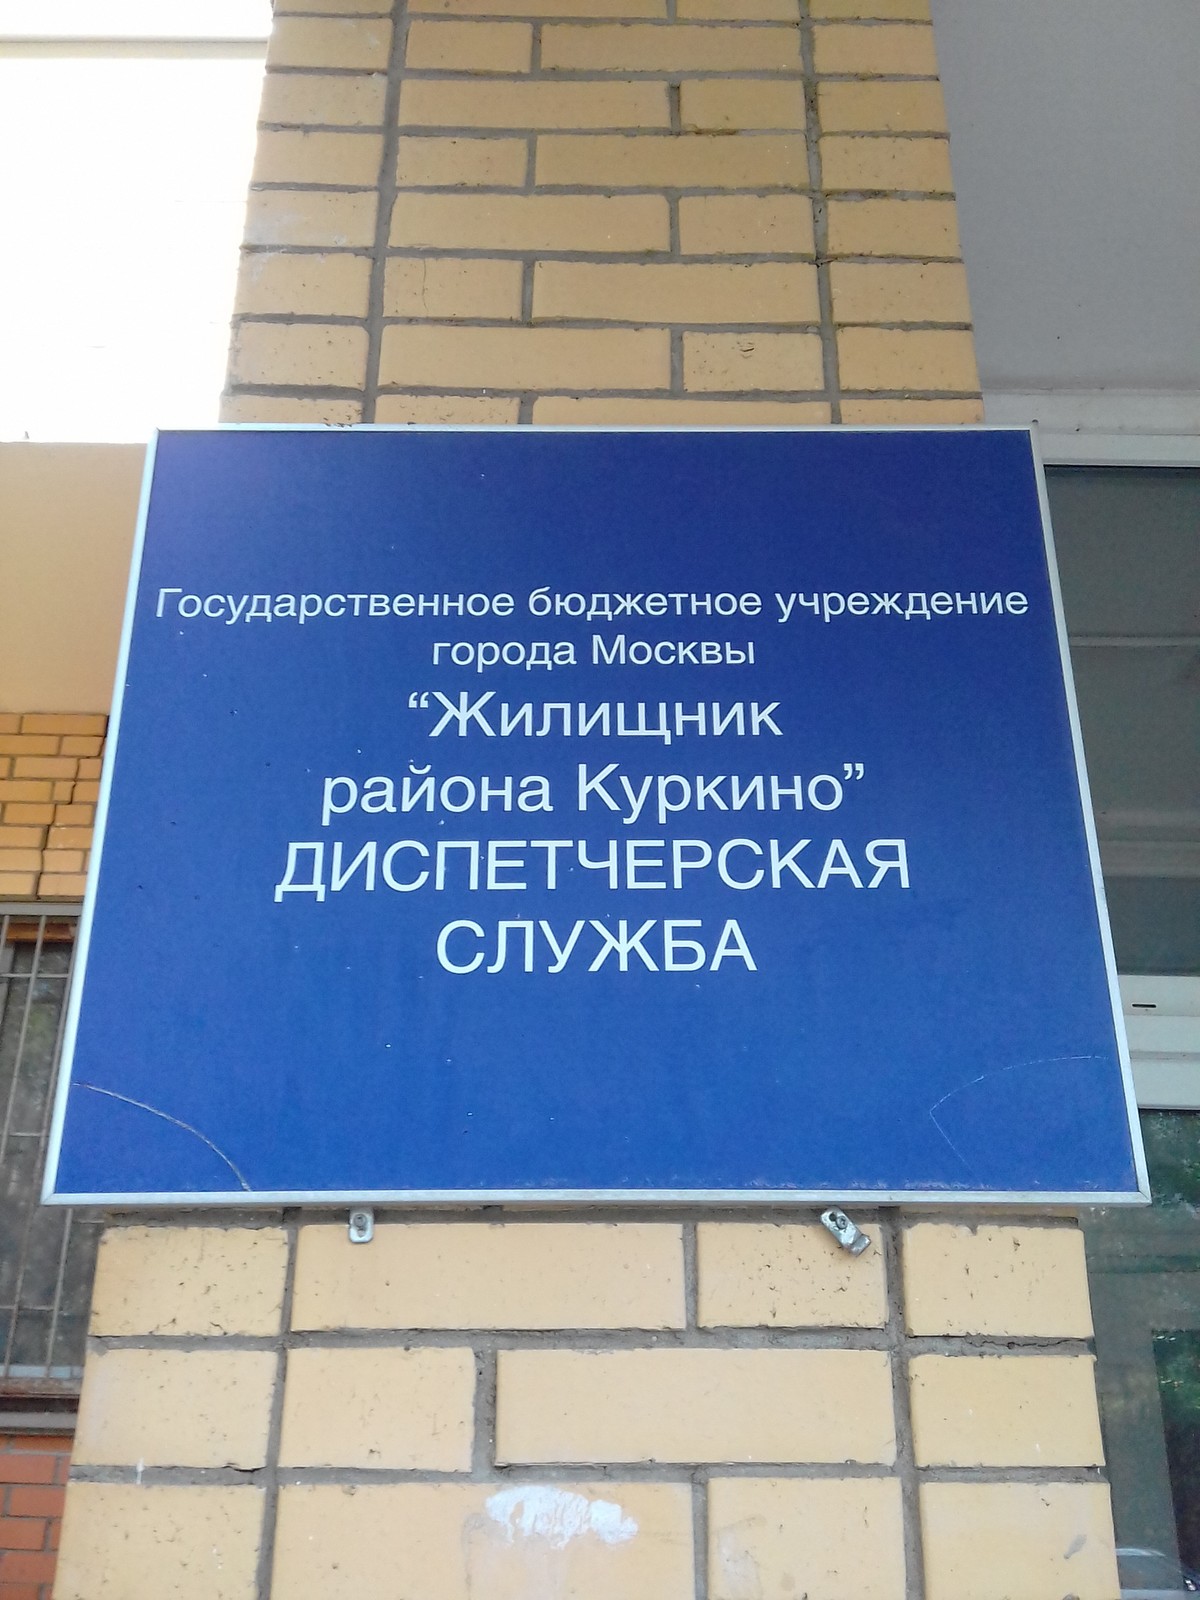 Государственное бюджетное учреждение
города Москвы
“Жилищник
района Куркино”
ДИСПЕТЧЕРСКАЯ
СЛУЖБА